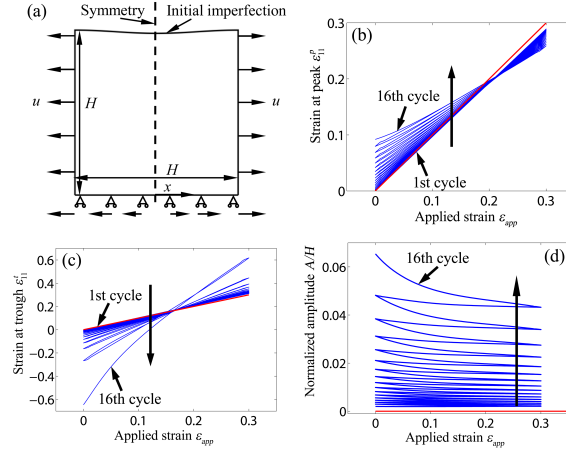 (a)
Symmetry
Initial imperfection
u
H
u
H
x
(b)
Strain at peak ε₁₁ᵖ
0.3
0.2
0.1
0
16th cycle
1st cycle
0 0.1 0.2 0.3
Applied strain εapp
(c)
Strain at trough ε₁₁ᵗ
0.6
0.4
0.2
0
−0.2
−0.4
−0.6
1st cycle
16th cycle
0 0.1 0.2 0.3
Applied strain εapp
(d)
Normalized amplitude A/H
0.06
0.04
0.02
0
16th cycle
0 0.1 0.2 0.3
Applied strain εapp